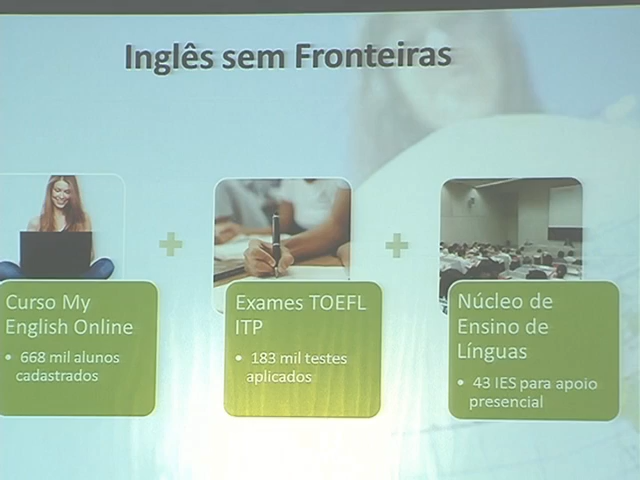 Inglês sem Fronteiras
Curso My
English Online
• 668 mil alunos
cadastrados
Exames TOEFL
ITP
• 183 mil testes
aplicados
Núcleo de
Ensino de
Línguas
• 43 IES para apoio
presencial